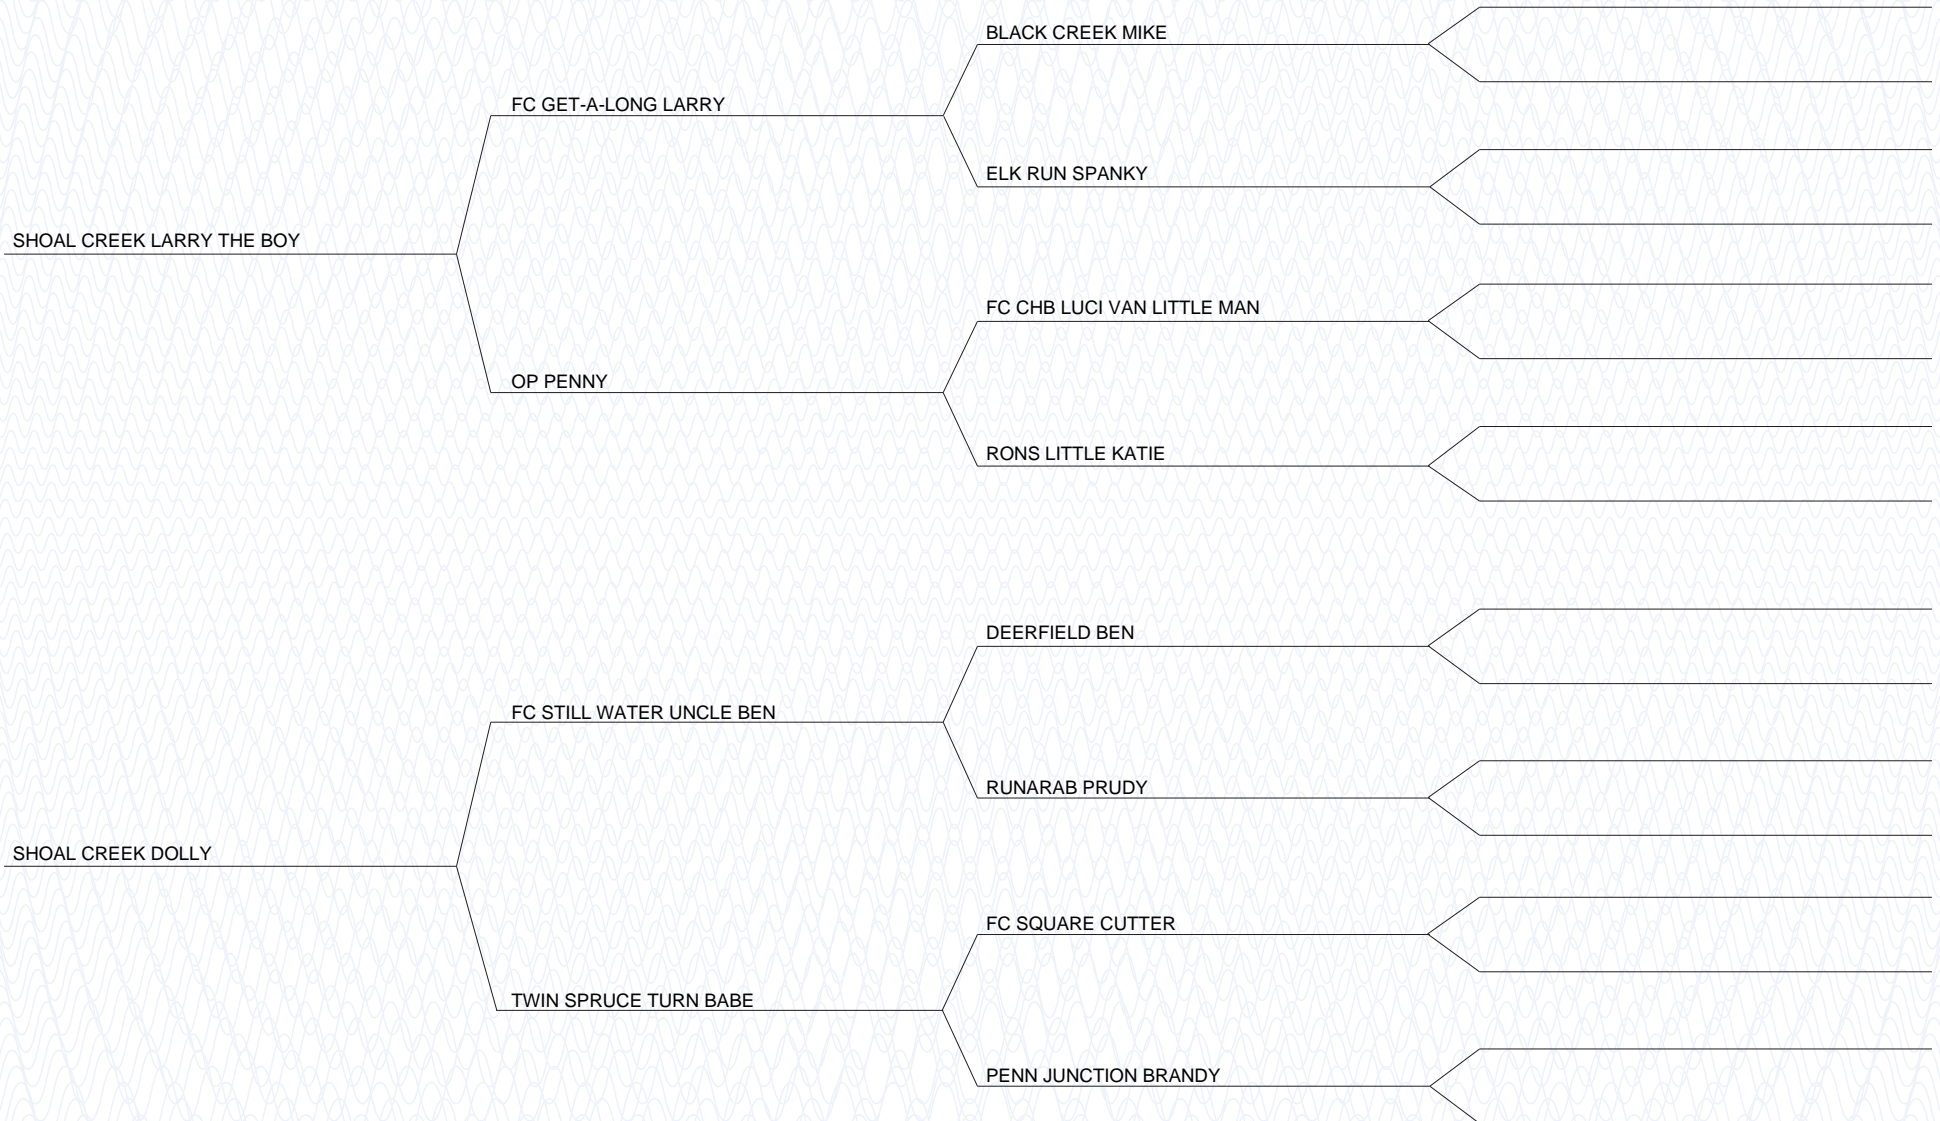 BLACK CREEK MIKE
FC GET-A-LONG LARRY
ELK RUN SPANKY
SHOAL CREEK LARRY THE BOY
FC CHB LUCI VAN LITTLE MAN
OP PENNY
RONS LITTLE KATIE
DEERFIELD BEN
FC STILL WATER UNCLE BEN
RUNARAB PRUDY
SHOAL CREEK DOLLY
FC SQUARE CUTTER
TWIN SPRUCE TURN BABE
PENN JUNCTION BRANDY